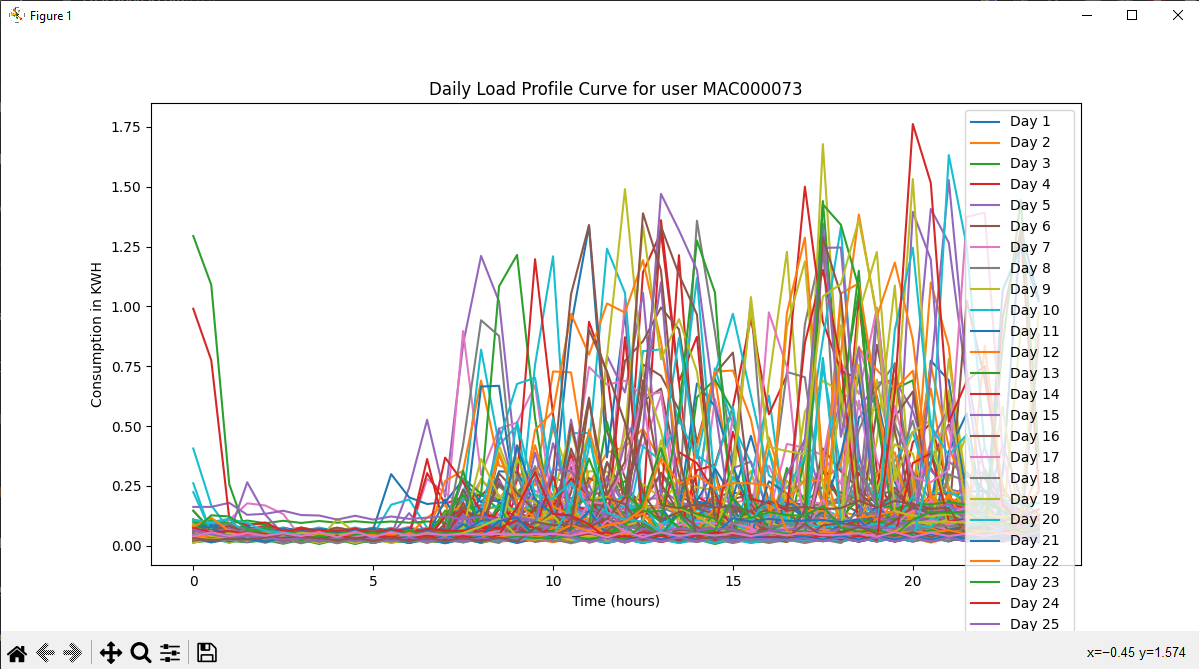 Figure 1
Daily Load Profile Curve for user MAC000073
Consumption in KWH
1.75
1.50
1.25
1.00
0.75
0.50
0.25
0.00
0
5
10
15
20
Time (hours)
Day 1
Day 2
Day 3
Day 4
Day 5
Day 6
Day 7
Day 8
Day 9
Day 10
Day 11
Day 12
Day 13
Day 14
Day 15
Day 16
Day 17
Day 18
Day 19
Day 20
Day 21
Day 22
Day 23
Day 24
Day 25
x=−0.45 y=1.574